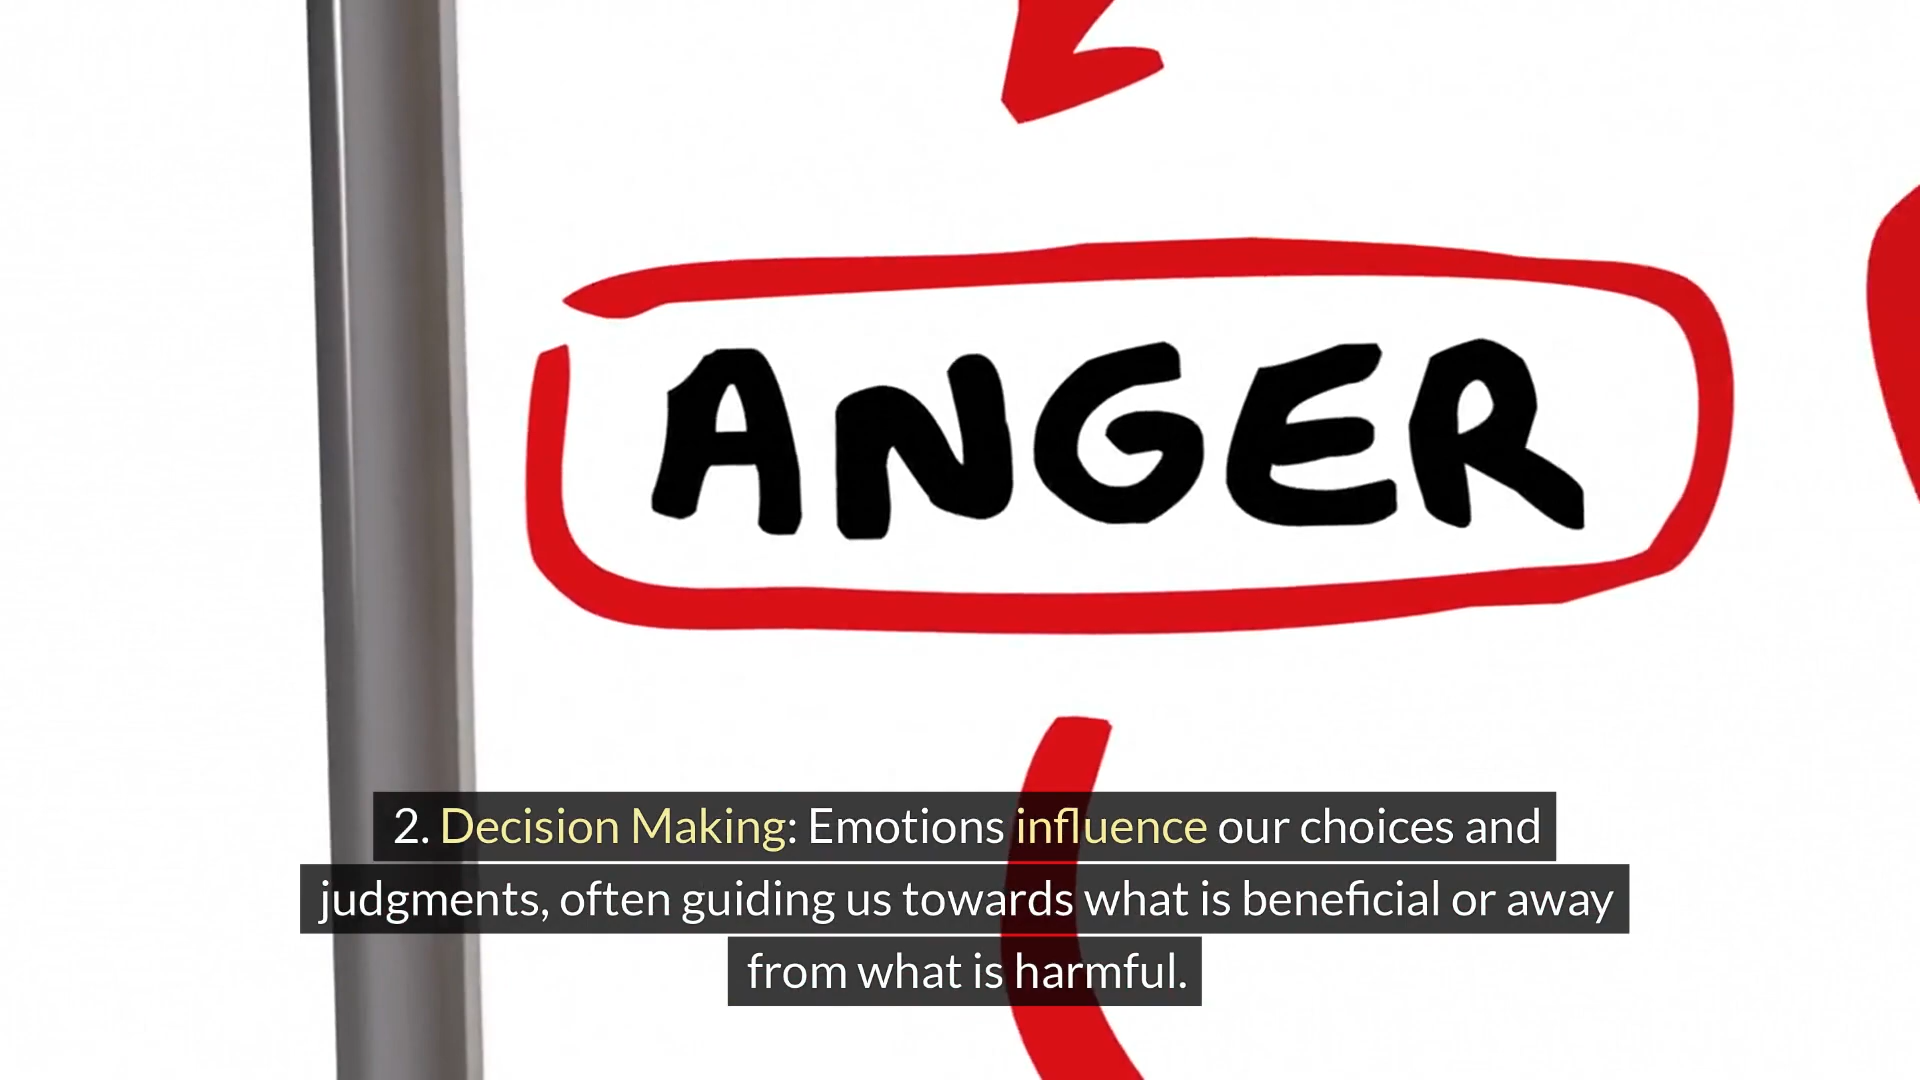 ANGER
2. Decision Making: Emotions influence our choices and
judgments, often guiding us towards what is beneficial or away
from what is harmful.